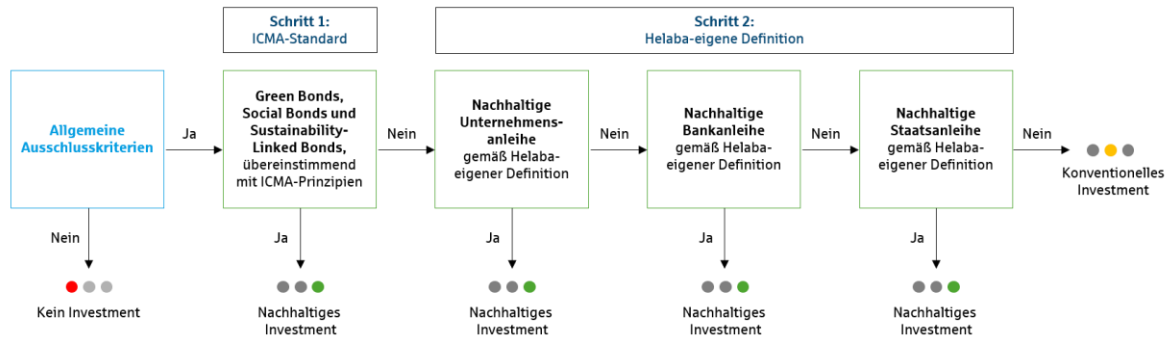 Schritt 1:
ICMA-Standard
Schritt 2:
Helaba-eigene Definition
Allgemeine
Ausschlusskriterien
Ja
Green Bonds,
Social Bonds und
Sustainability-
Linked Bonds,
übereinstimmend
mit ICMA-Prinzipien
Nein
Nachhaltige
Unternehmens-
anleihe
gemäß Helaba-
eigener Definition
Nein
Nachhaltige
Bankanleihe
gemäß Helaba-
eigener Definition
Nein
Nachhaltige
Staatsanleihe
gemäß Helaba-
eigener Definition
Nein
Konventionelles
Investment
Nein
Ja
Ja
Ja
Ja
Kein Investment
Nachhaltiges
Investment
Nachhaltiges
Investment
Nachhaltiges
Investment
Nachhaltiges
Investment